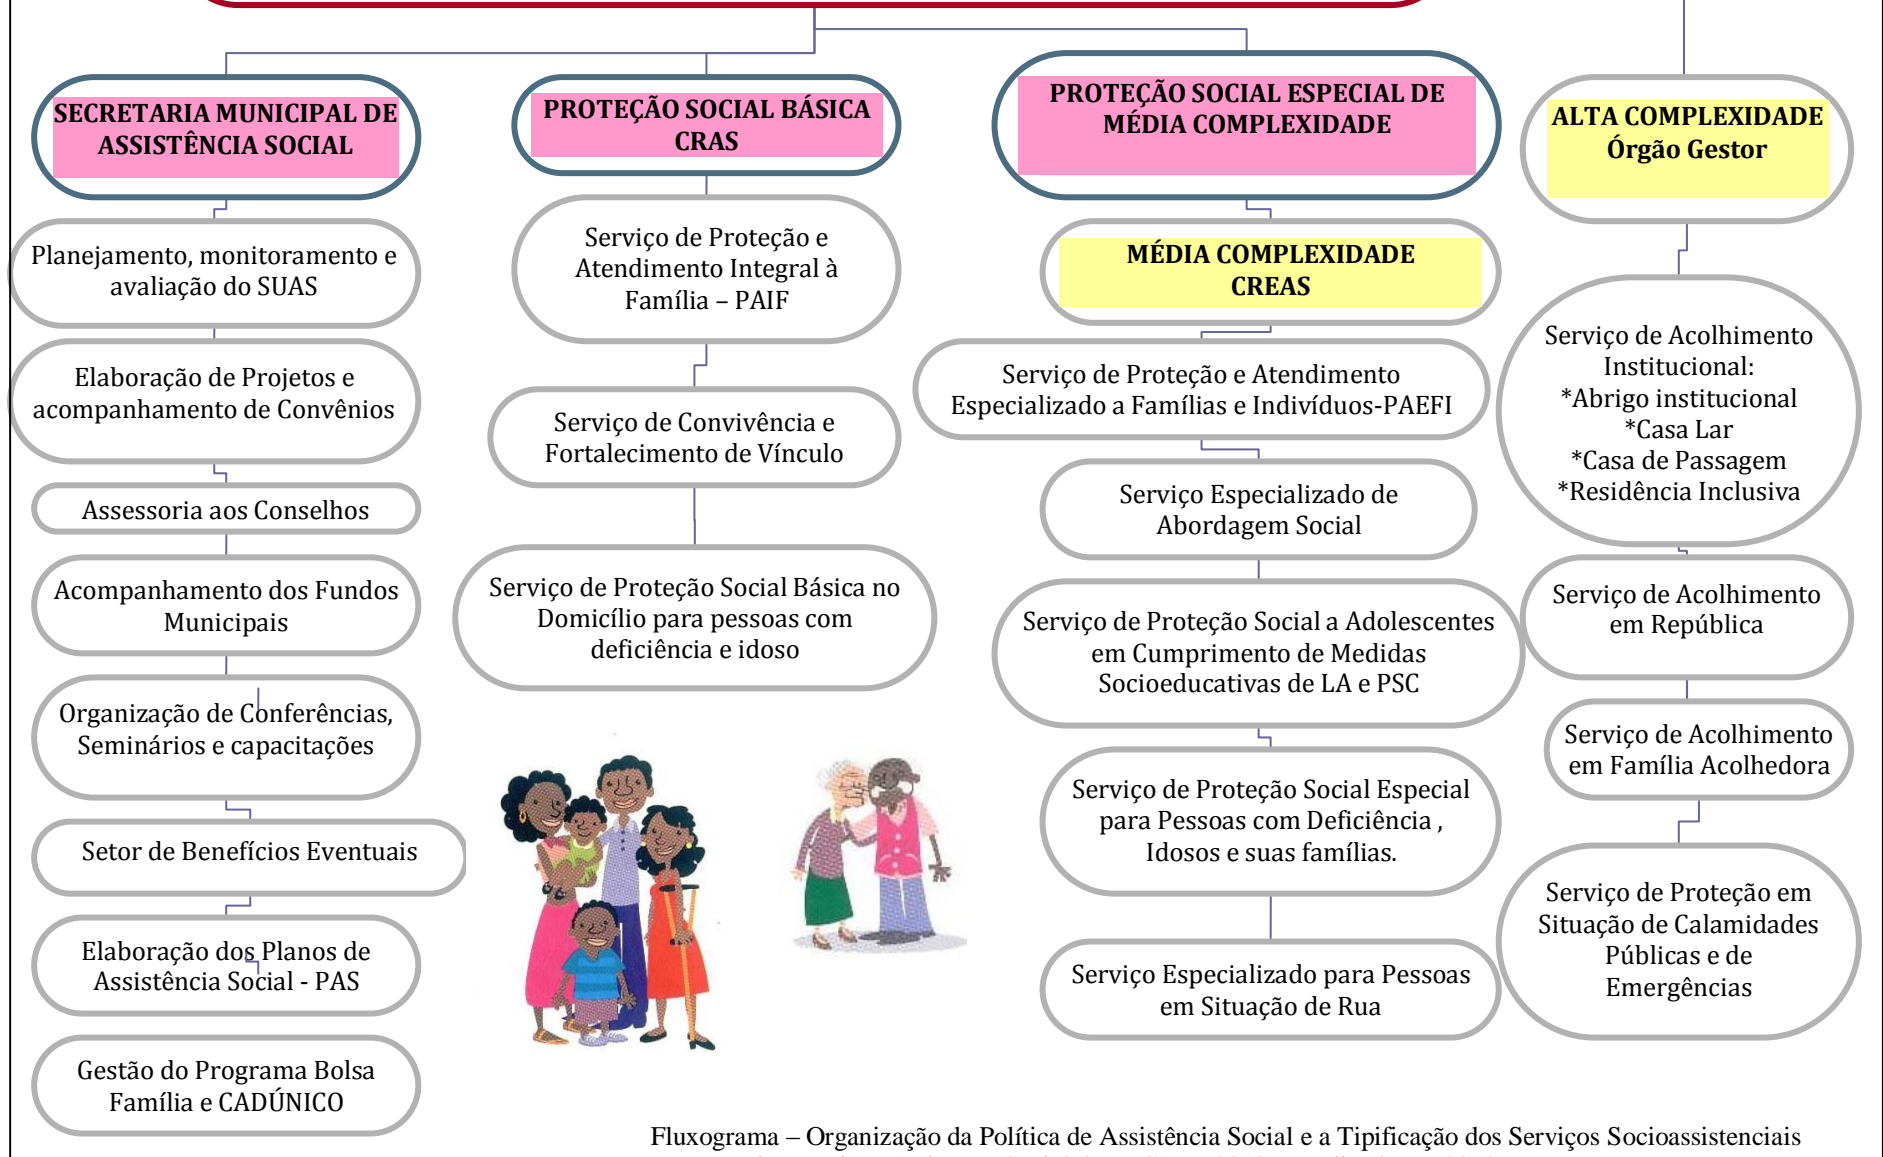 SECRETARIA MUNICIPAL DE
ASSISTÊNCIA SOCIAL
Planejamento, monitoramento e
avaliação do SUAS
Elaboração de Projetos e
acompanhamento de Convênios
Assessoria aos Conselhos
Acompanhamento dos Fundos
Municipais
Organização de Conferências,
Seminários e capacitações
Setor de Benefícios Eventuais
Elaboração dos Planos de
Assistência Social - PAS
Gestão do Programa Bolsa
Família e CADÚNICO
PROTEÇÃO SOCIAL BÁSICA
CRAS
Serviço de Proteção e
Atendimento Integral à
Família – PAIF
Serviço de Convivência e
Fortalecimento de Vínculo
Serviço de Proteção Social Básica no
Domicílio para pessoas com
deficiência e idoso
PROTEÇÃO SOCIAL ESPECIAL DE
MÉDIA COMPLEXIDADE
MÉDIA COMPLEXIDADE
CREAS
Serviço de Proteção e Atendimento
Especializado a Famílias e Indivíduos-PAEFI
Serviço Especializado de
Abordagem Social
Serviço de Proteção Social a Adolescentes
em Cumprimento de Medidas
Socioeducativas de LA e PSC
Serviço de Proteção Social Especial
para Pessoas com Deficiência ,
Idosos e suas famílias.
Serviço Especializado para Pessoas
em Situação de Rua
ALTA COMPLEXIDADE
Órgão Gestor
Serviço de Acolhimento
Institucional:
*Abrigo institucional
*Casa Lar
*Casa de Passagem
*Residência Inclusiva
Serviço de Acolhimento
em República
Serviço de Acolhimento
em Família Acolhedora
Serviço de Proteção em
Situação de Calamidades
Públicas e de
Emergências
Fluxograma – Organização da Política de Assistência Social e a Tipificação dos Serviços Socioassistenciais